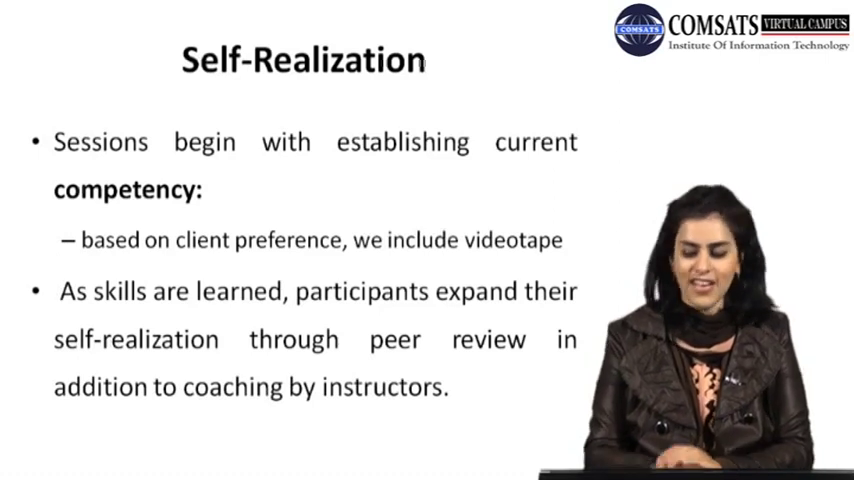 COMSATS VIRTUAL CAMPUS
COMSATS
Institute Of Information Technology
Self-Realization
• Sessions begin with establishing current
competency:
– based on client preference, we include videotape
• As skills are learned, participants expand their
self-realization through peer review in
addition to coaching by instructors.